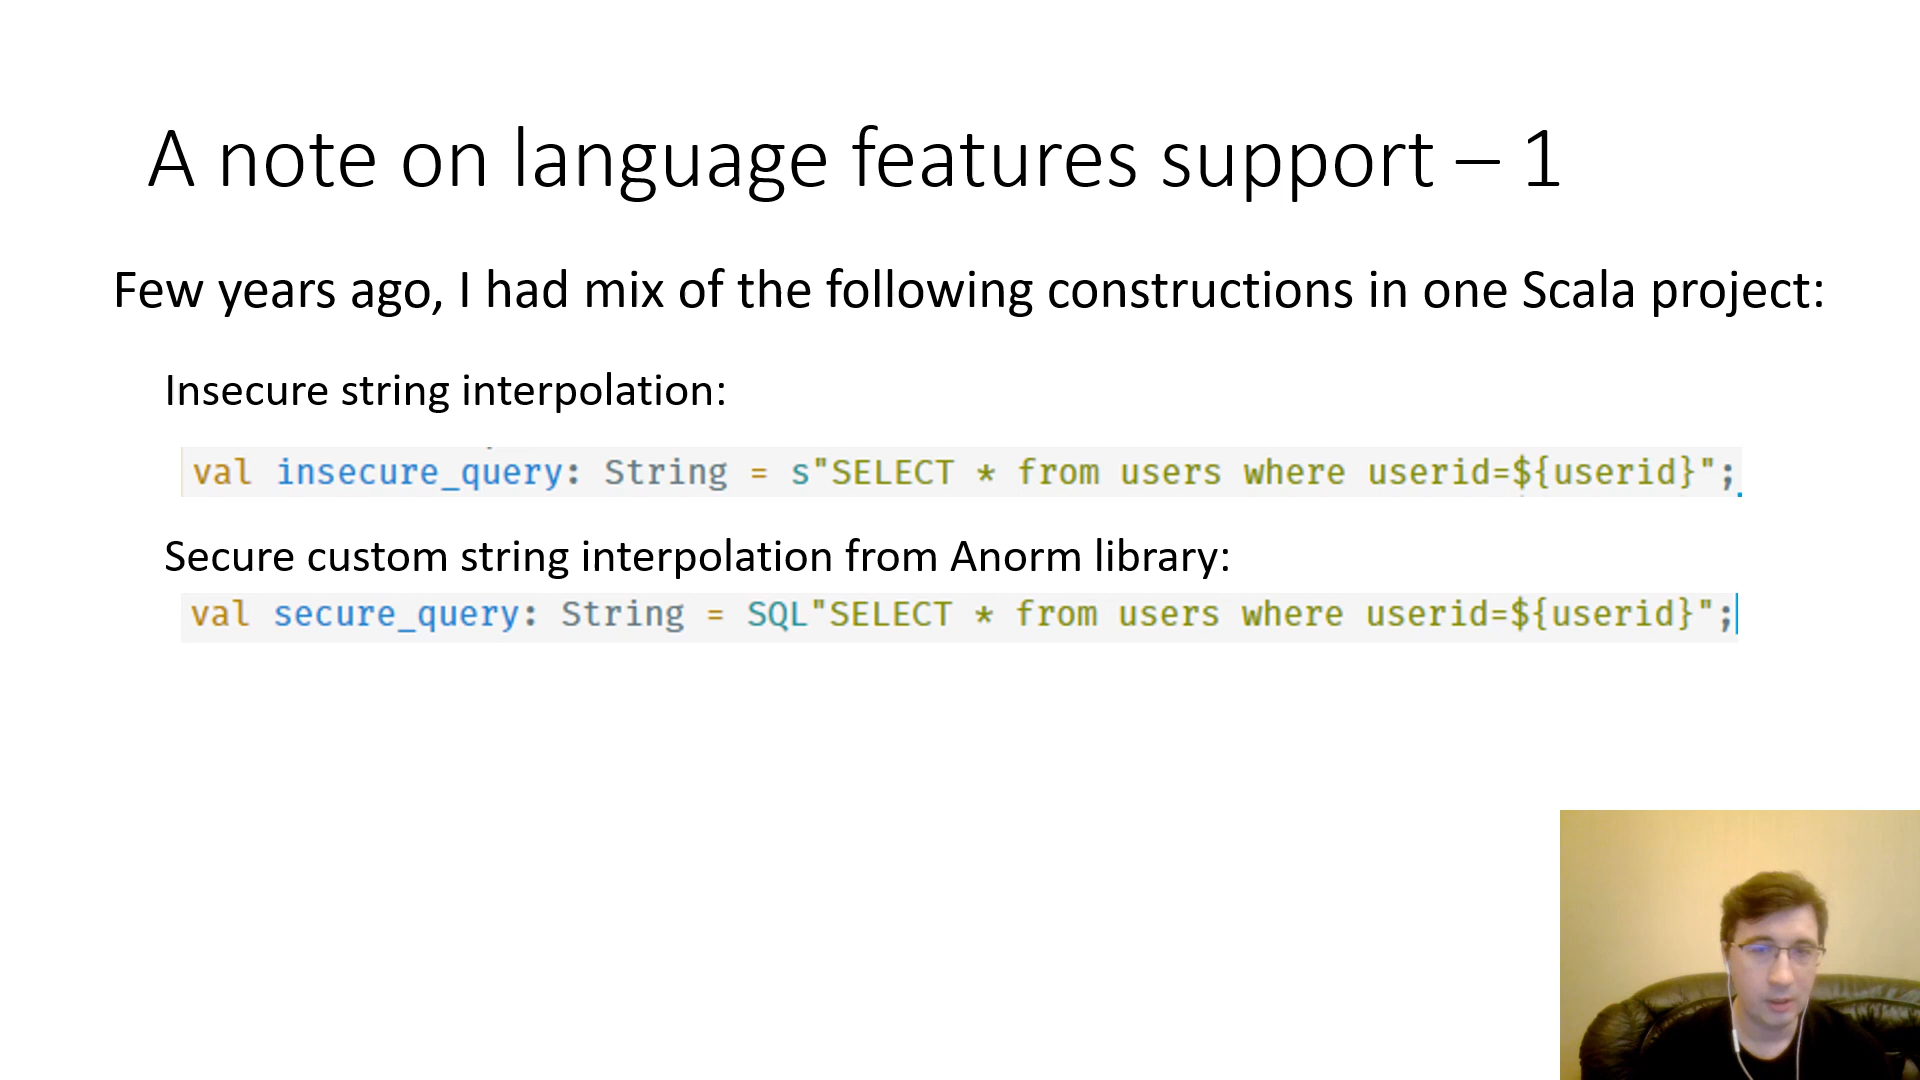 A note on language features support – 1
Few years ago, I had mix of the following constructions in one Scala project:
Insecure string interpolation:
val insecure_query: String = s"SELECT * from users where userid=${userid}";
Secure custom string interpolation from Anorm library:
val secure_query: String = SQL"SELECT * from users where userid=${userid}";